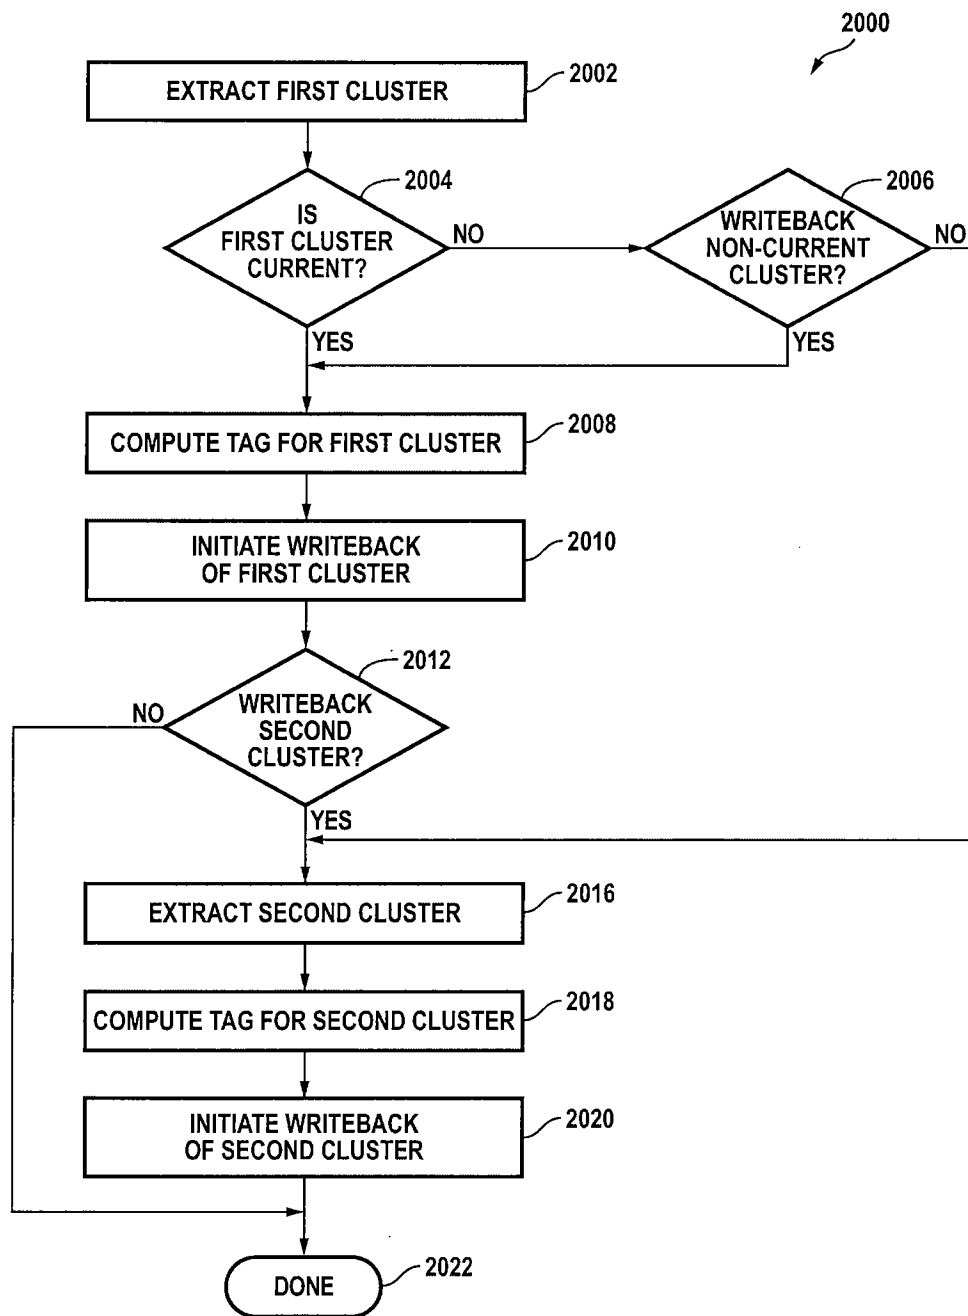 2000
EXTRACT FIRST CLUSTER
2002
IS
FIRST CLUSTER
CURRENT?
2004
NO
WRITEBACK
NON-CURRENT
CLUSTER?
2006
NO
YES
YES
COMPUTE TAG FOR FIRST CLUSTER
2008
INITIATE WRITEBACK
OF FIRST CLUSTER
2010
WRITEBACK
SECOND
CLUSTER?
2012
NO
YES
EXTRACT SECOND CLUSTER
2016
COMPUTE TAG FOR SECOND CLUSTER
2018
INITIATE WRITEBACK
OF SECOND CLUSTER
2020
DONE
2022